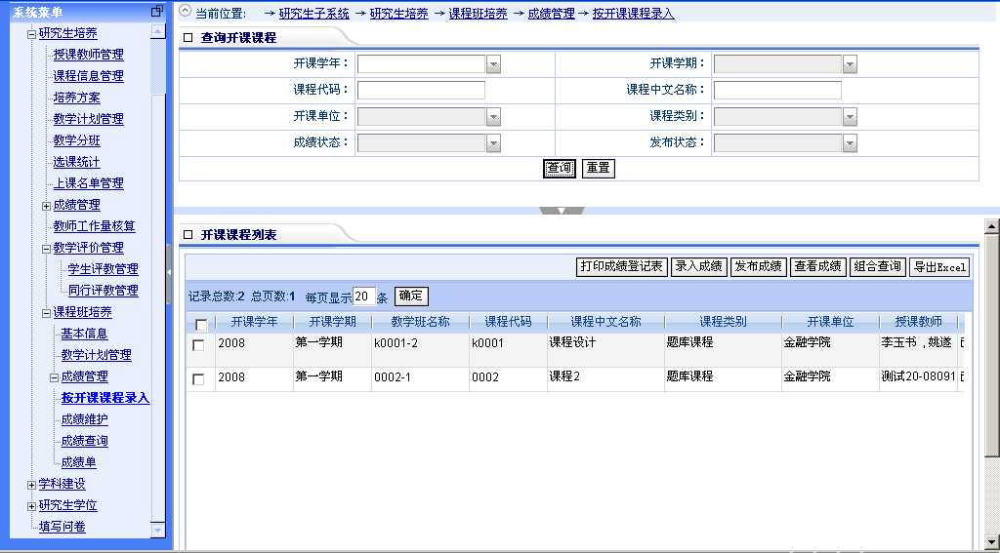 系统菜单
研究生培养
授课教师管理
课程信息管理
培养方案
教学计划管理
教学分班
选课统计
上课名单管理
成绩管理
教师工作量核算
教学评价管理
学生评教管理
同行评教管理
课程班培养
基本信息
教学计划管理
成绩管理
按开课课程录入
成绩维护
成绩查询
成绩单
学科建设
研究生学位
填写问卷
当前位置: →研究生子系统 →研究生培养 →课程班培养 →成绩管理 →按开课课程录入
查询开课课程
开课学年： 开课学期：
课程代码： 课程中文名称：
开课单位： 课程类别：
成绩状态： 发布状态：
查询 重置
开课课程列表
打印成绩登记表 录入成绩 发布成绩 查看成绩 组合查询 导出Excel
记录总数:2 总页数:1 每页显示 20 条 确定
开课学年 开课学期 教学班名称 课程代码 课程中文名称 课程类别 开课单位 授课教师
2008 第一学期 k0001-2 k0001 课程设计 题库课程 金融学院 李玉书 ,姚遂
2008 第一学期 0002-1 0002 课程2 题库课程 金融学院 测试20-08091